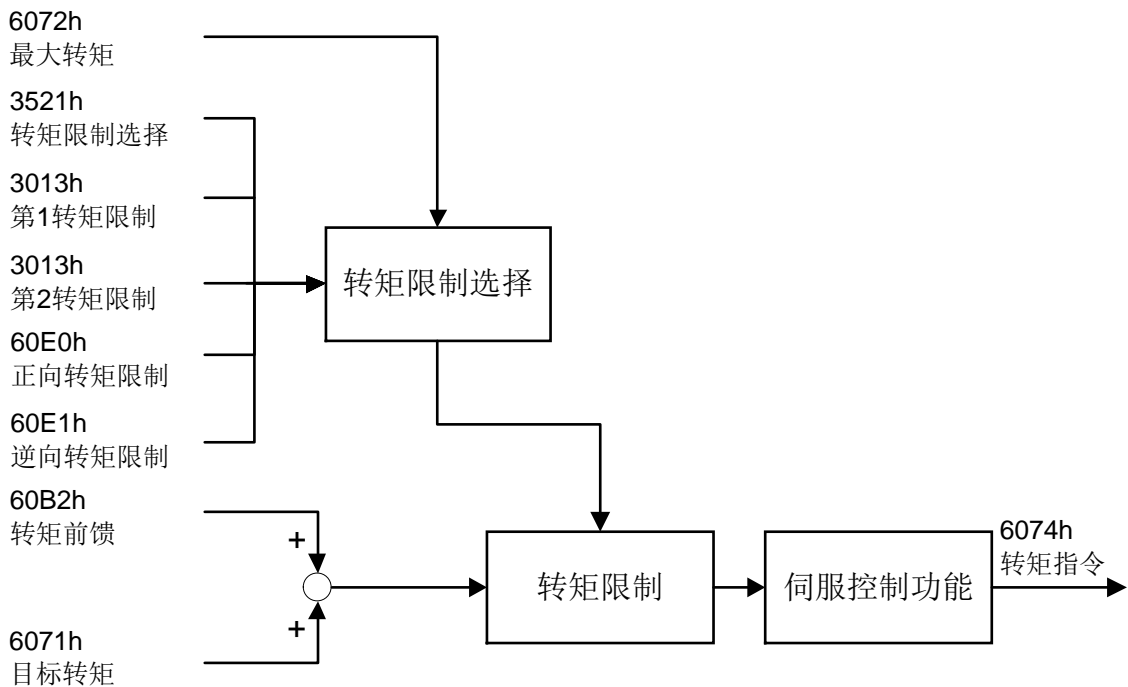 6072h
最大转矩
3521h
转矩限制选择
3013h
第1转矩限制
3013h
第2转矩限制
转矩限制选择
60E0h
正向转矩限制
60E1h
逆向转矩限制
60B2h
转矩前馈
+
转矩限制
伺服控制功能
6074h
转矩指令
+
6071h
目标转矩